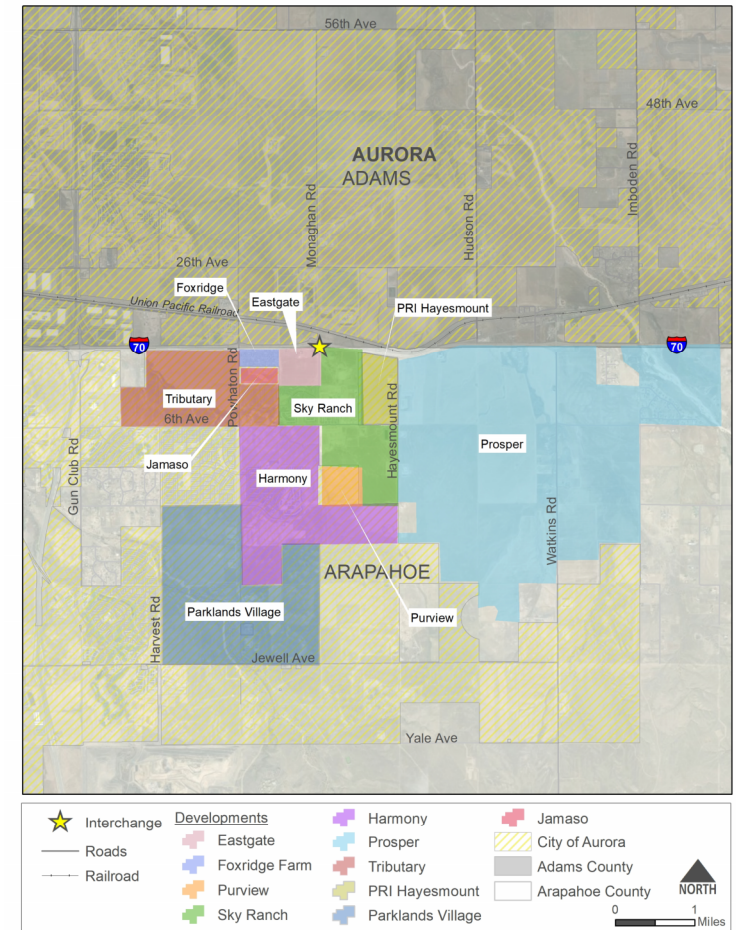 56th Ave
48th Ave
AURORA
ADAMS
Monaghan Rd
Hudson Rd
Imboden Rd
26th Ave
Foxridge
Eastgate
Union Pacific Railroad
PRI Hayesmount
70
70
Powhaton Rd
Tributary
Sky Ranch
6th Ave
Hayesmount Rd
Jamaso
Gun Club Rd
Harmony
Prosper
Watkins Rd
ARAPAHOE
Harvest Rd
Parklands Village
Purview
Jewell Ave
Yale Ave
Interchange
Roads
Railroad
Developments
Eastgate
Foxridge Farm
Purview
Sky Ranch
Harmony
Prosper
Tributary
PRI Hayesmount
Parklands Village
Jamaso
City of Aurora
Adams County
Arapahoe County
NORTH
0 1
Miles